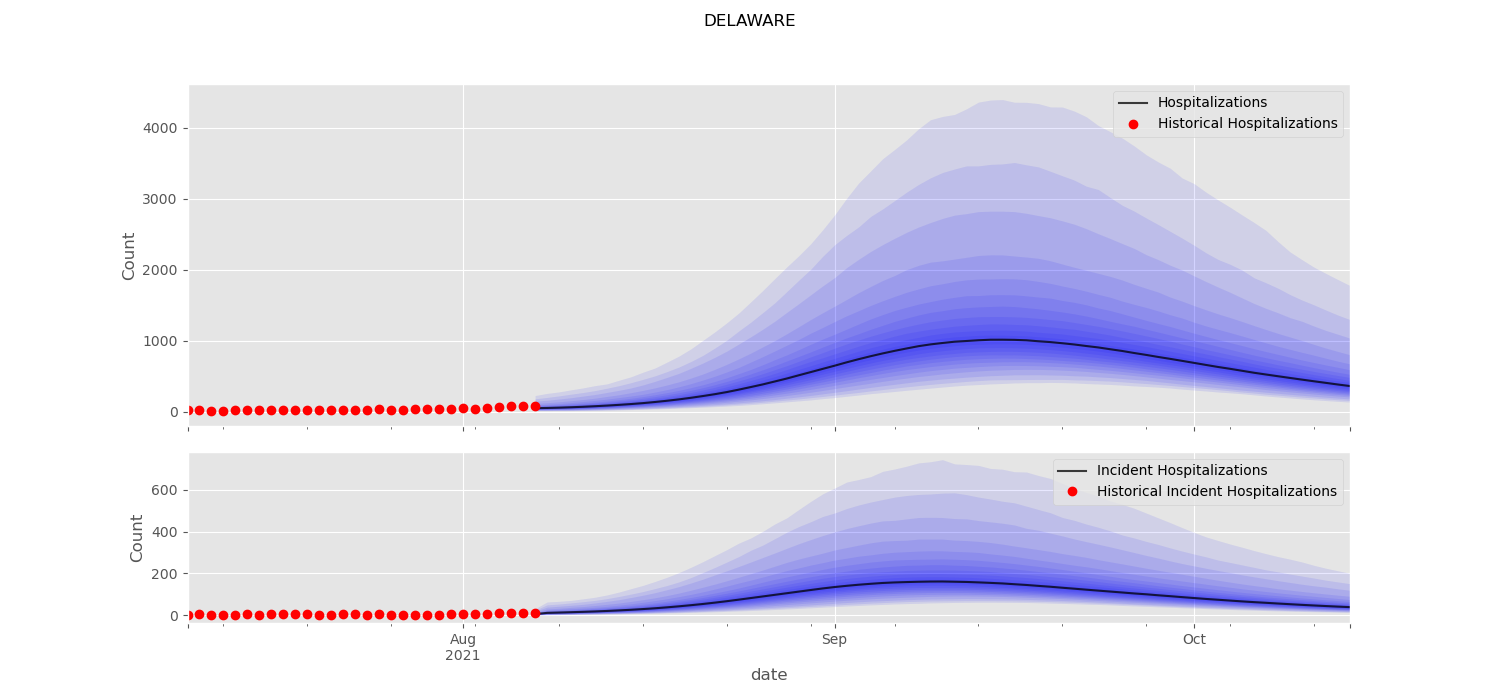 DELAWARE
Hospitalizations
Historical Hospitalizations
Count
4000
3000
2000
1000
0
Incident Hospitalizations
Historical Incident Hospitalizations
Count
600
400
200
0
Aug
2021
Sep
Oct
date